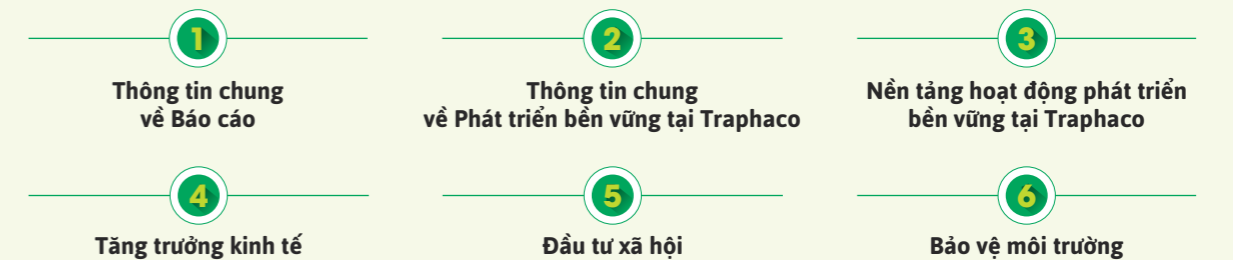 1
Thông tin chung
về Báo cáo
2
Thông tin chung
về Phát triển bền vững tại Traphaco
3
Nền tảng hoạt động phát triển
bền vững tại Traphaco
4
Tăng trưởng kinh tế
5
Đầu tư xã hội
6
Bảo vệ môi trường